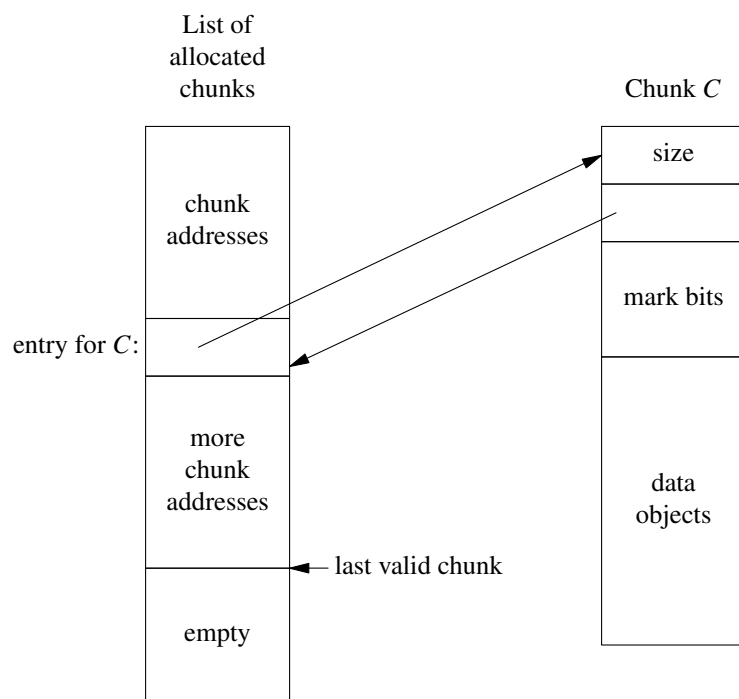 List of
allocated
chunks
Chunk C
size
chunk
addresses
mark bits
entry for C:
more
chunk
addresses
data
objects
last valid chunk
empty